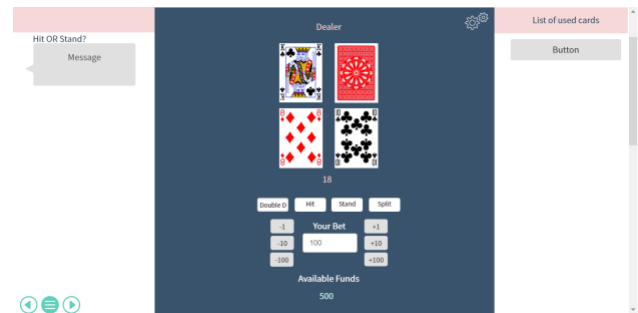 Dealer
List of used cards
Hit OR Stand?
Message
Button
18
Double D Hit Stand Split
-1 Your Bet +1
-10 100 +10
-100 +100
Available Funds
500